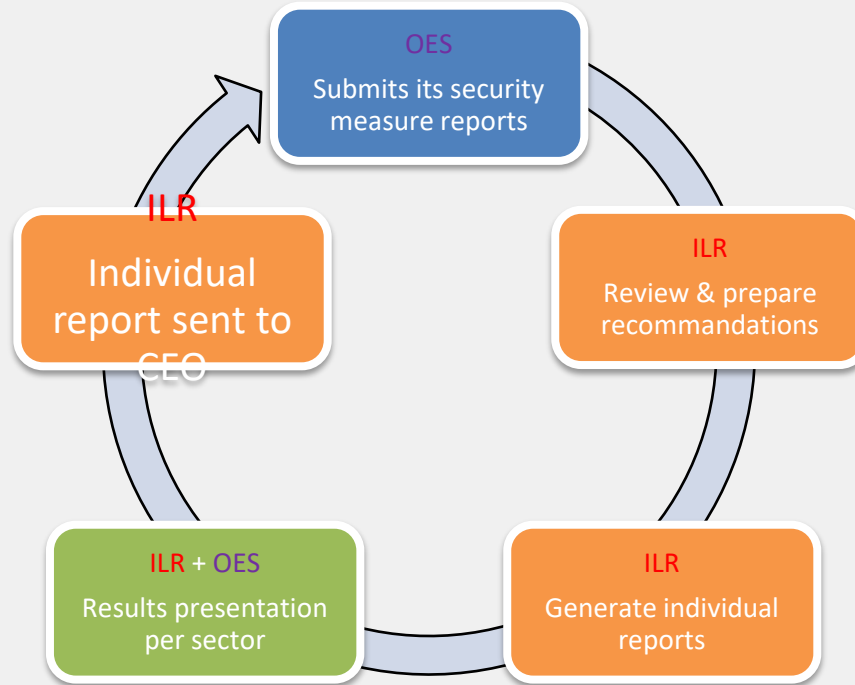 OES
Submits its security
measure reports
ILR
Review & prepare
recommandations
ILR
Generate individual
reports
ILR + OES
Results presentation
per sector
ILR
Individual
report sent to
CEO